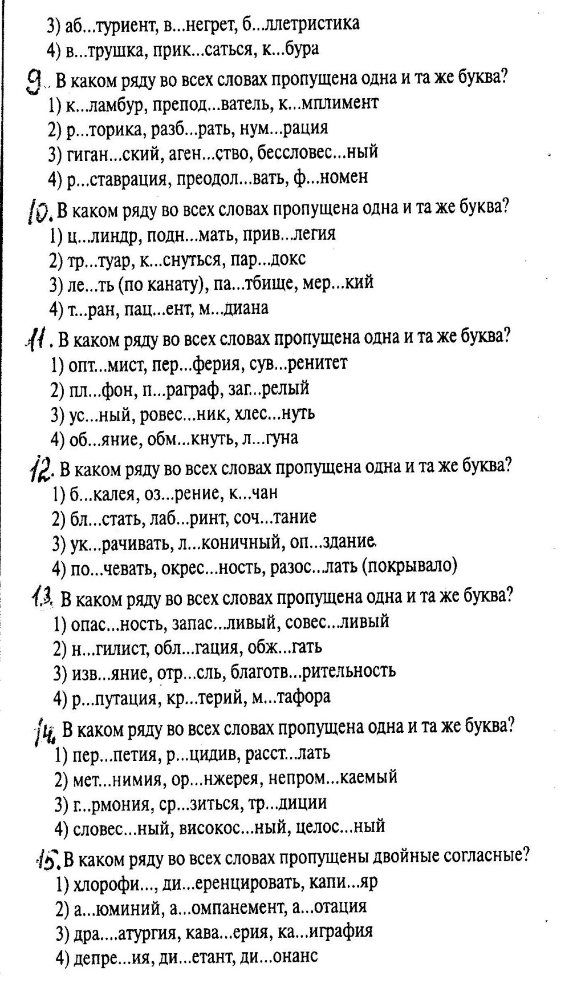 3) аб...туриент, в...негрет, б...ллетристика
4) в...трушка, прик...саться, к...бура
9. В каком ряду во всех словах пропущена одна и та же буква?
1) к...ламбур, препод...ватель, к...мплимент
2) р...торика, разб...рать, нум...рация
3) гиган...ский, аген...ство, бессловес...ный
4) р...ставрация, преодол...вать, ф...номен
10. В каком ряду во всех словах пропущена одна и та же буква?
1) ц...линдр, подн...мать, прив...легия
2) тр...туар, к...снуться, пар...докс
3) ле...ть (по канату), па...тбище, мер...кий
4) т...ран, пац...ент, м...диана
11. В каком ряду во всех словах пропущена одна и та же буква?
1) опт...мист, пер...ферия, сув...ренитет
2) пл...фон, п...раграф, заг...релый
3) ус...ный, ровес...ник, хлес...нуть
4) об...яние, обм...кнуть, л...гуна
12. В каком ряду во всех словах пропущена одна и та же буква?
1) б...калея, оз...рение, к...чан
2) бл...стать, лаб...ринт, соч...тание
3) ук...рачивать, л...коничный, оп...здание
4) по...чевать, окрес...ность, разос...лать (покрывало)
13. В каком ряду во всех словах пропущена одна и та же буква?
1) опас...ность, запас...ливый, совес...ливый
2) н...гилист, обл...гация, обж...гать
3) изв...яние, отр...сль, благотв...рительность
4) р...путация, кр...терий, м...тафора
14. В каком ряду во всех словах пропущена одна и та же буква?
1) пер...петия, р...цидив, расст...лать
2) мет...нимия, ор...нжерея, непром...каемый
3) г...рмония, ср...зиться, тр...диции
4) словес...ный, високос...ный, целос...ный
15. В каком ряду во всех словах пропущены двойные согласные?
1) хлорофи..., ди...еренцировать, капи...яр
2) а...юминий, а...омпанемент, а...отация
3) дра....атургия, кава...ерия, ка...играфия
4) депре...ия, ди...етант, ди...онанс